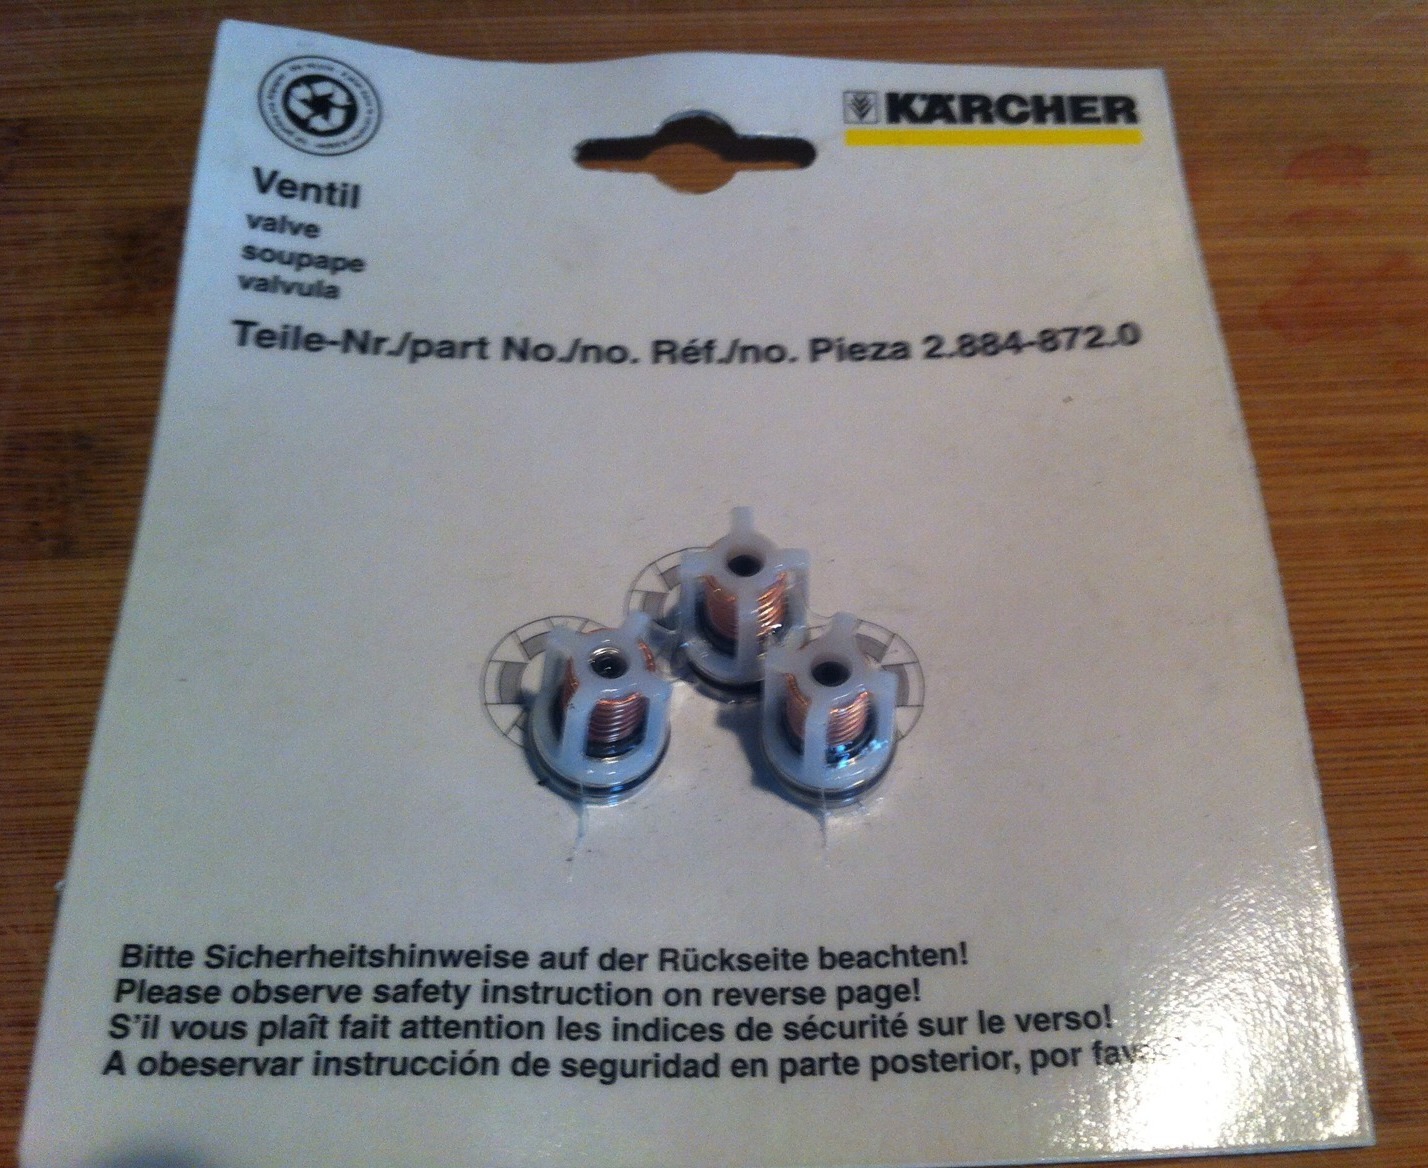 KÄRCHER
Ventil
valve
soupape
valvula
Teile-Nr./part No./no. Réf./no. Pieza 2.884-872.0
Bitte Sicherheitshinweise auf der Rückseite beachten!
Please observe safety instruction on reverse page!
S'il vous plaît fait attention les indices de sécurité sur le verso!
A obeservar instrucción de seguridad en parte posterior, por